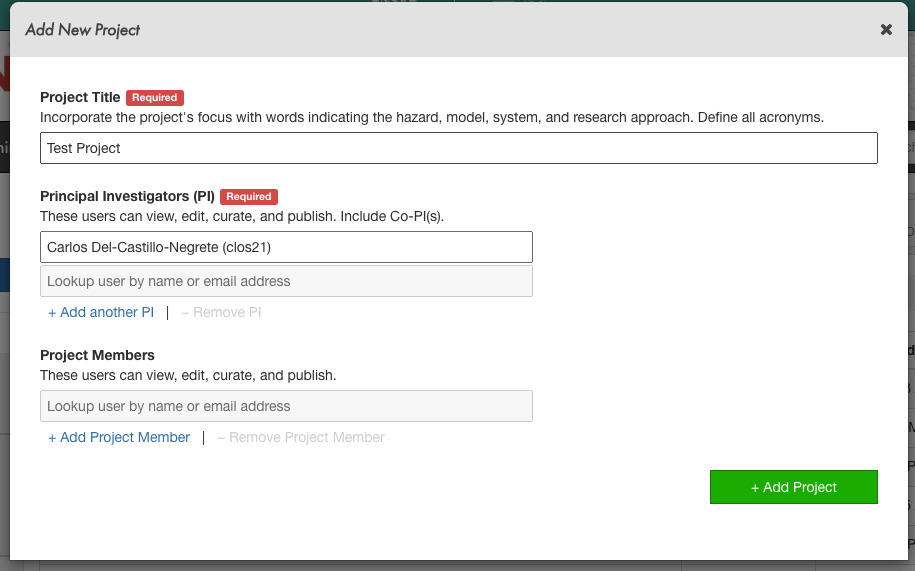 Add New Project ✖
Project Title Required
Incorporate the project's focus with words indicating the hazard, model, system, and research approach. Define all acronyms.
Test Project
Principal Investigators (PI) Required
These users can view, edit, curate, and publish. Include Co-PI(s).
Carlos Del-Castillo-Negrete (clos21)
Lookup user by name or email address
+ Add another PI | – Remove PI
Project Members
These users can view, edit, curate, and publish.
Lookup user by name or email address
+ Add Project Member | – Remove Project Member
+ Add Project